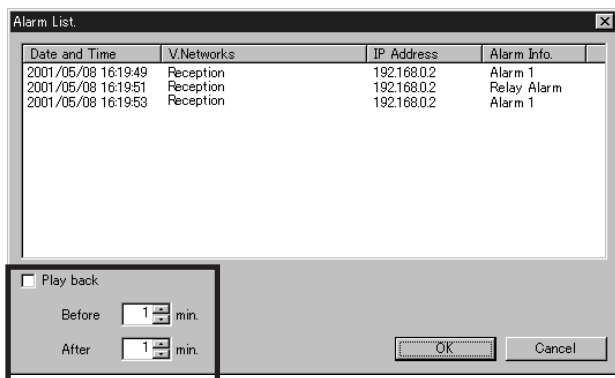 Alarm List.
Date and Time V.Networks IP Address Alarm Info.
2001/05/08 16:19:49 Reception 192.168.0.2 Alarm 1
2001/05/08 16:19:51 Reception 192.168.0.2 Relay Alarm
2001/05/08 16:19:53 Reception 192.168.0.2 Alarm 1
Play back
Before 1 min.
After 1 min.
OK Cancel